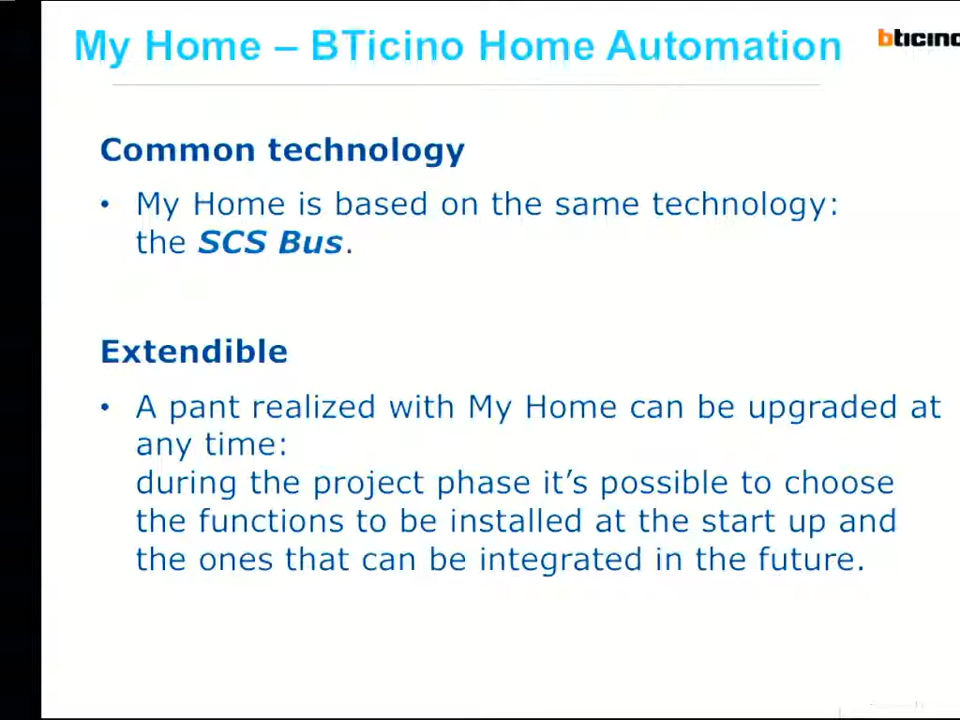 My Home – BTicino Home Automation
bticino
Common technology
• My Home is based on the same technology:
the SCS Bus.
Extendible
• A pant realized with My Home can be upgraded at
any time:
during the project phase it's possible to choose
the functions to be installed at the start up and
the ones that can be integrated in the future.